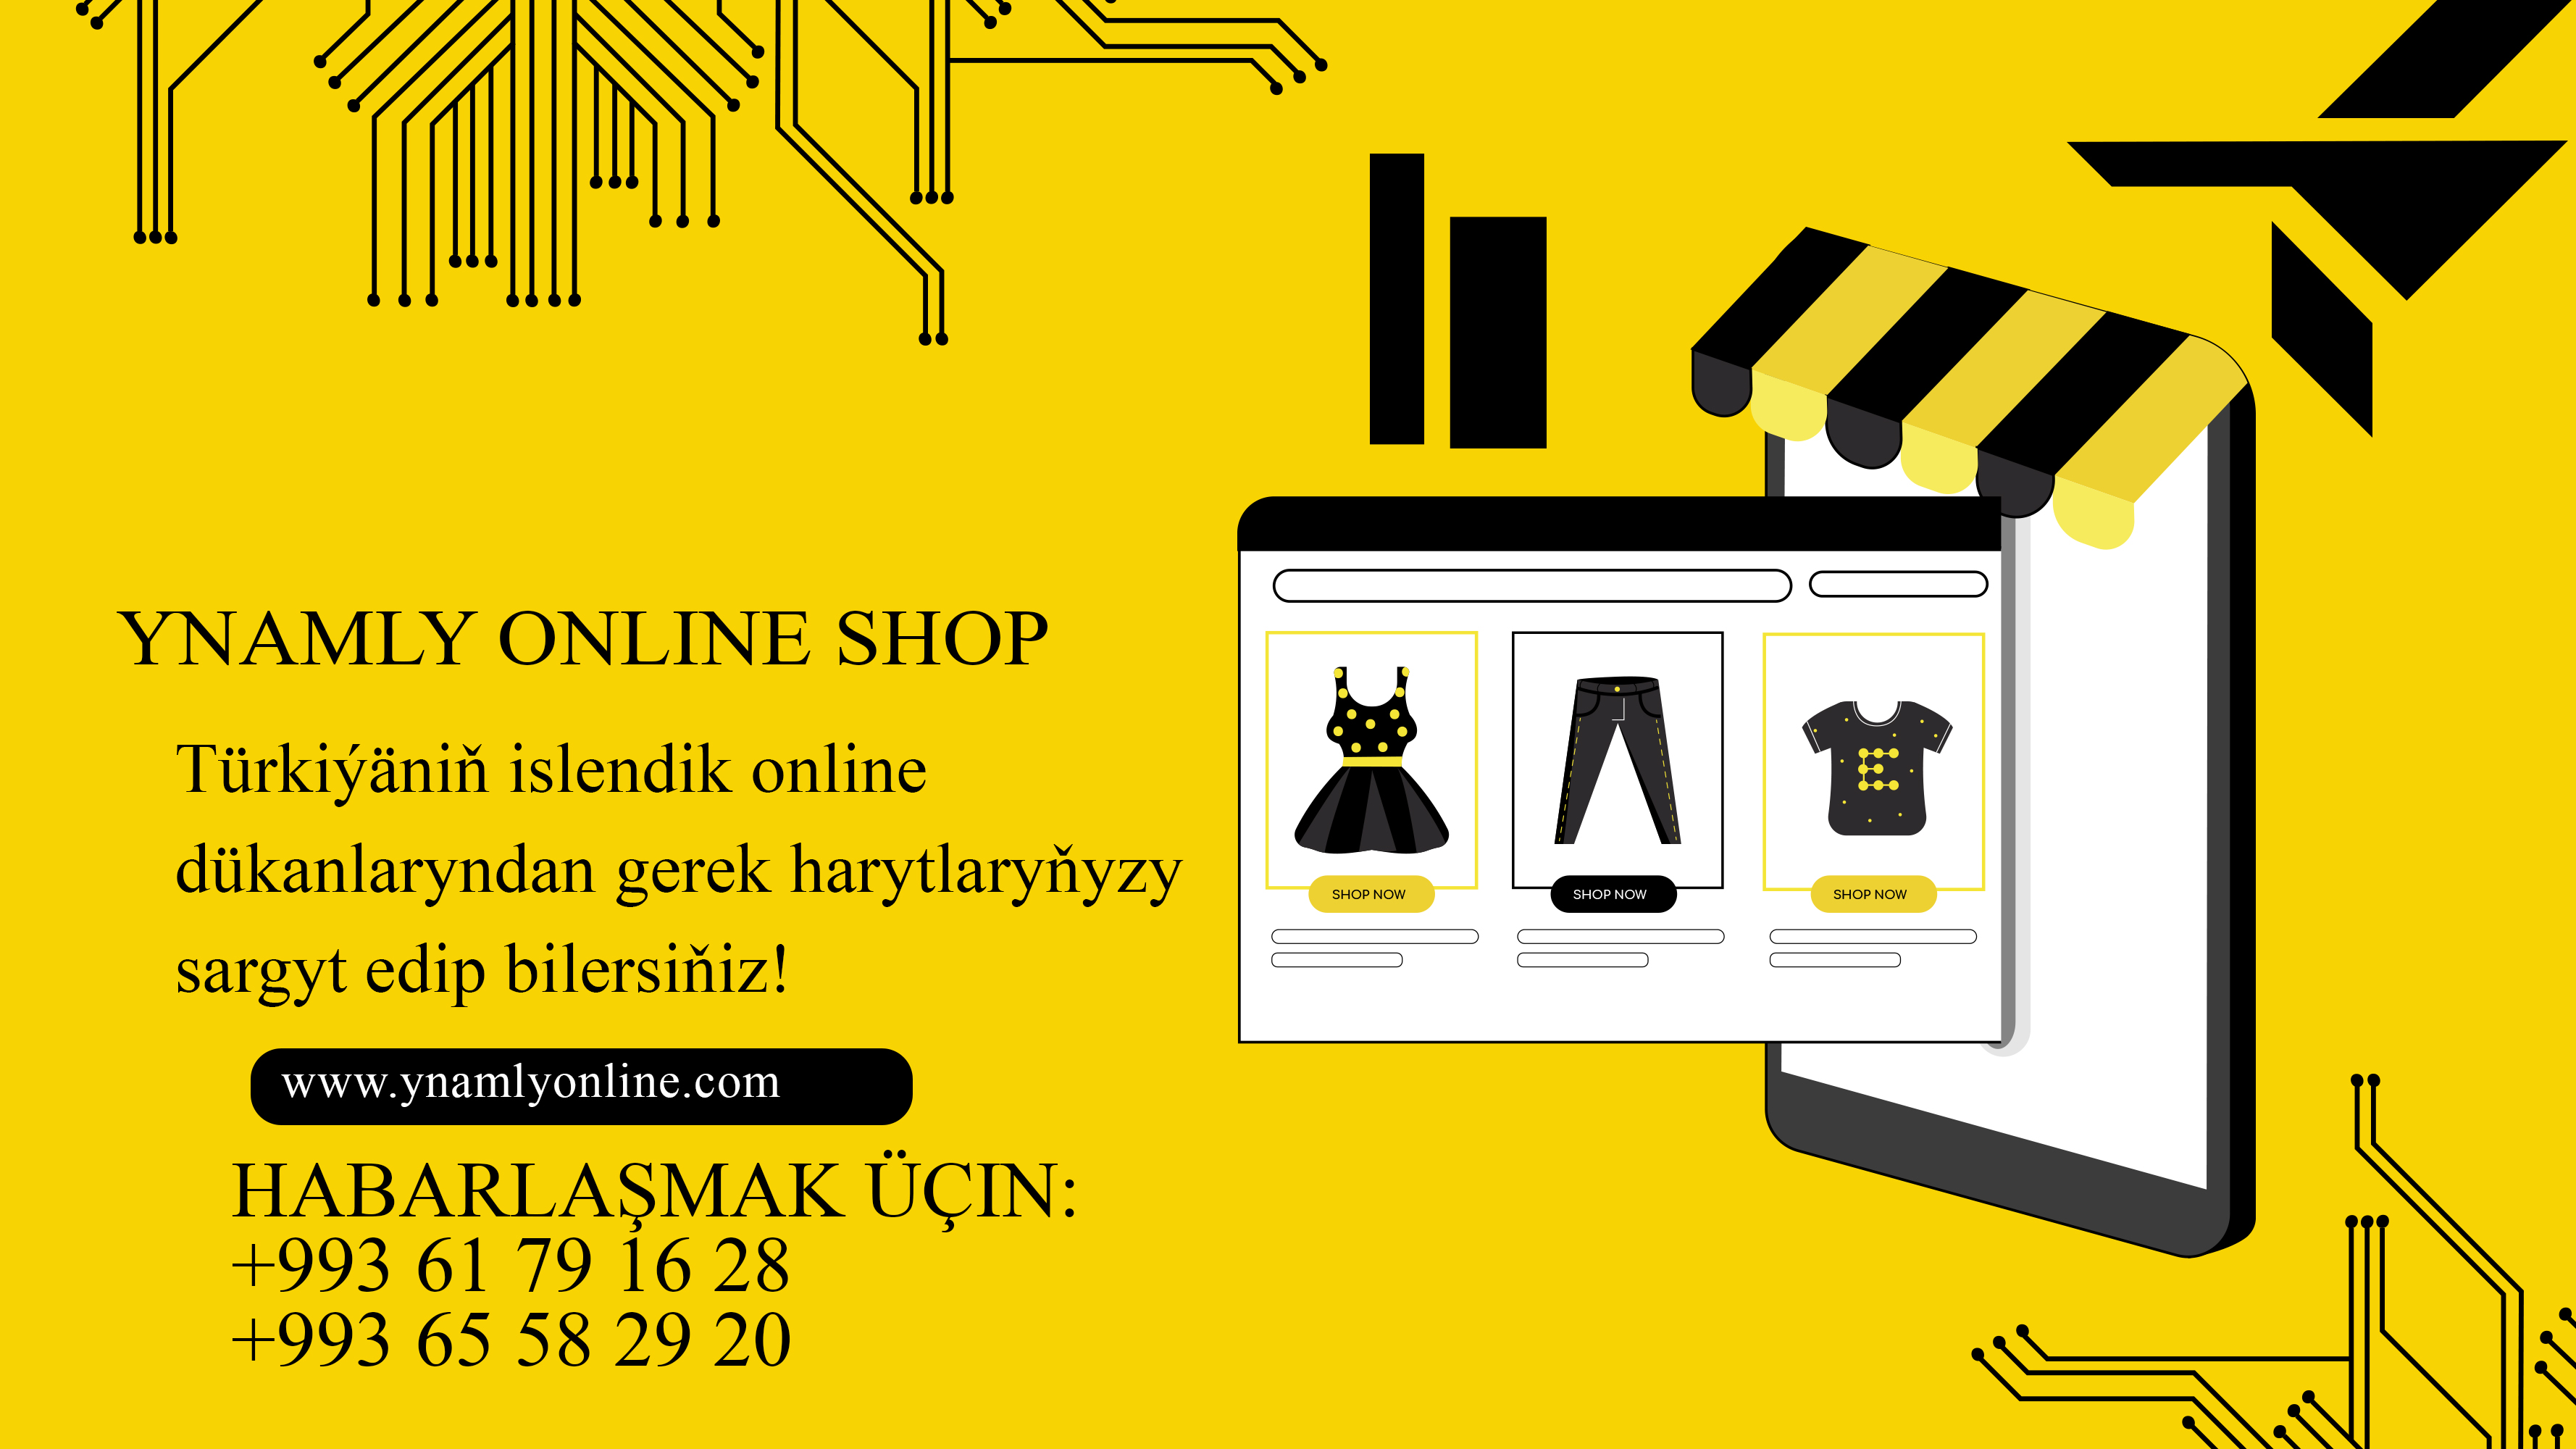 YNAMLY ONLINE SHOP
Türkiýäniň islendik online
dükanlaryndan gerek harytlaryňyzy
sargyt edip bilersiňiz!
www.ynamlyonline.com
HABARLAŞMAK ÜÇIN:
+993 61 79 16 28
+993 65 58 29 20
SHOP NOW
SHOP NOW
SHOP NOW